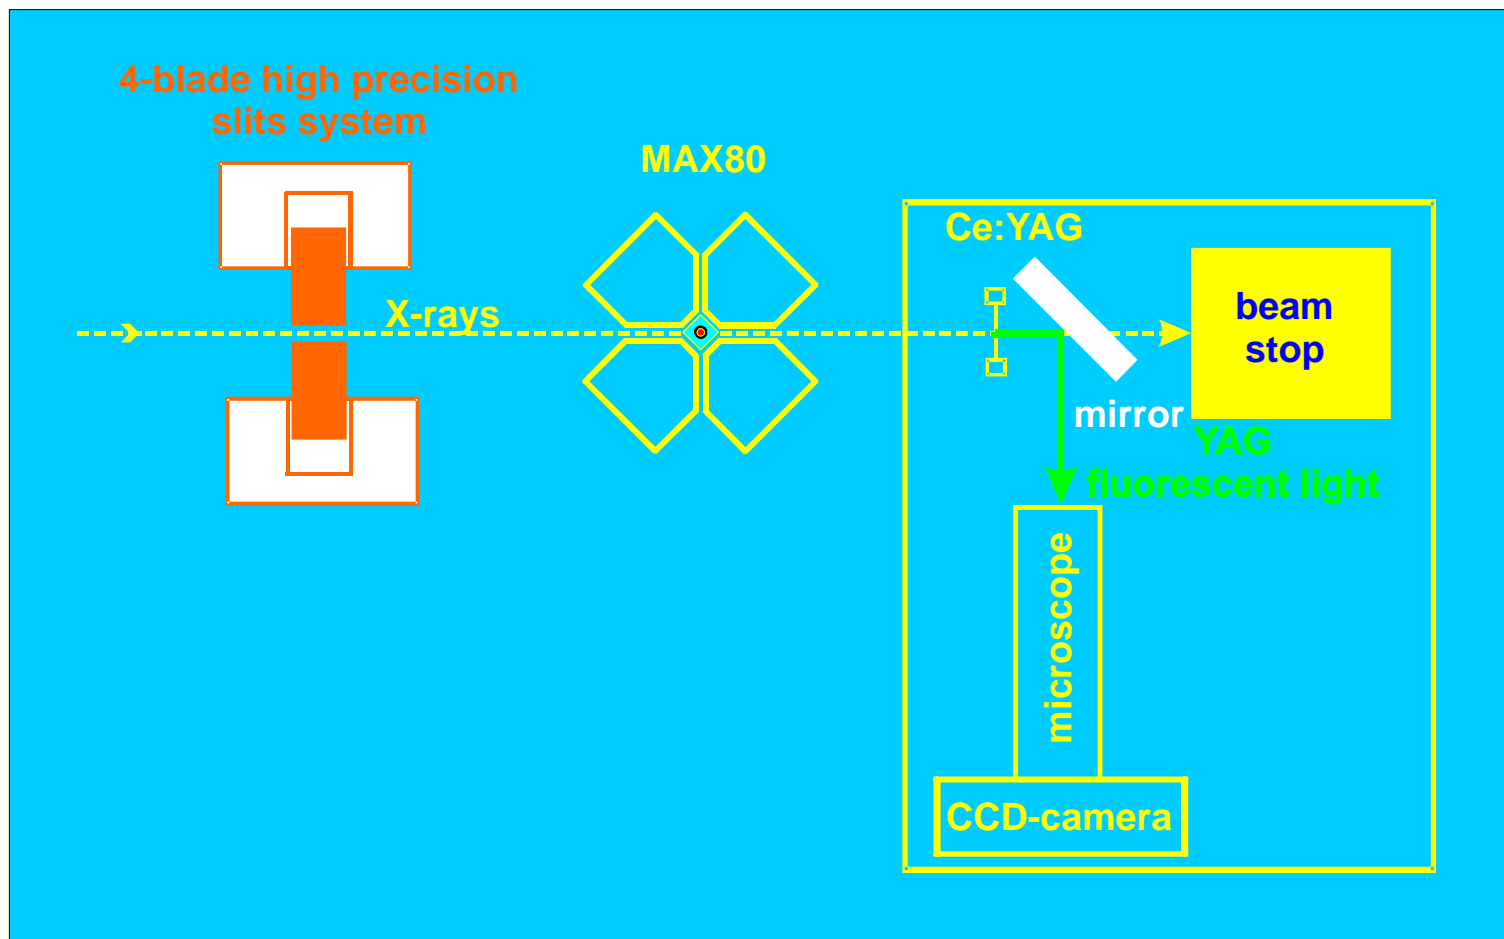 4-blade high precision
slits system
MAX80
X-rays
Ce:YAG
beam
stop
mirror
YAG
fluorescent light
microscope
CCD-camera